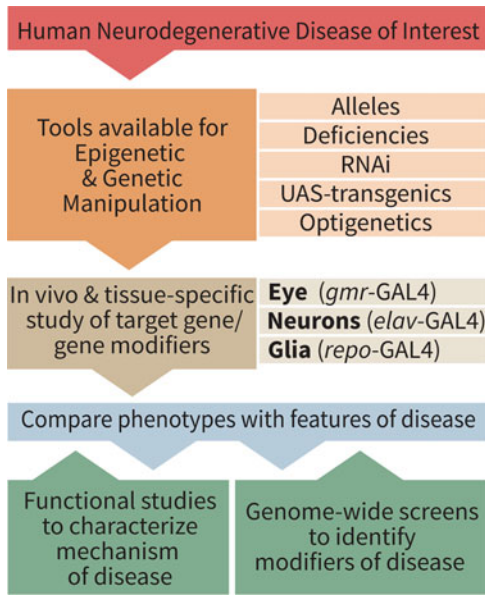 Human Neurodegenerative Disease of Interest
Tools available for
Epigenetic
& Genetic
Manipulation
Alleles
Deficiencies
RNAi
UAS-transgenics
Optigenetics
In vivo & tissue-specific
study of target gene/
gene modifiers
Eye (gmr-GAL4)
Neurons (elav-GAL4)
Glia (repo-GAL4)
Compare phenotypes with features of disease
Functional studies
to characterize
mechanism
of disease
Genome-wide screens
to identify
modifiers of disease